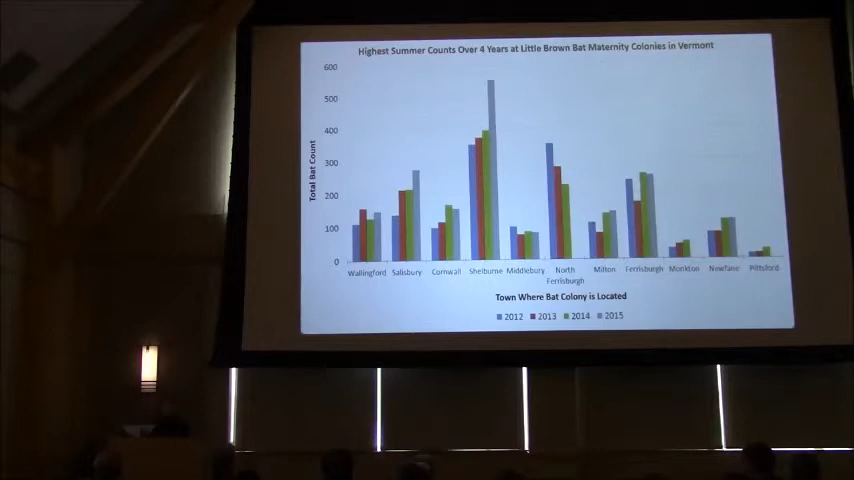 Highest Summer Counts Over 4 Years at Little Brown Bat Maternity Colonies in Vermont
600
500
400
300
200
100
0
Total Bat Count
Wallingford Salisbury Cornwall Shelburne Middlebury North Ferrisburgh Milton Ferrisburgh Monkton Newfane Pittsford
Town Where Bat Colony is Located
2012 2013 2014 2015